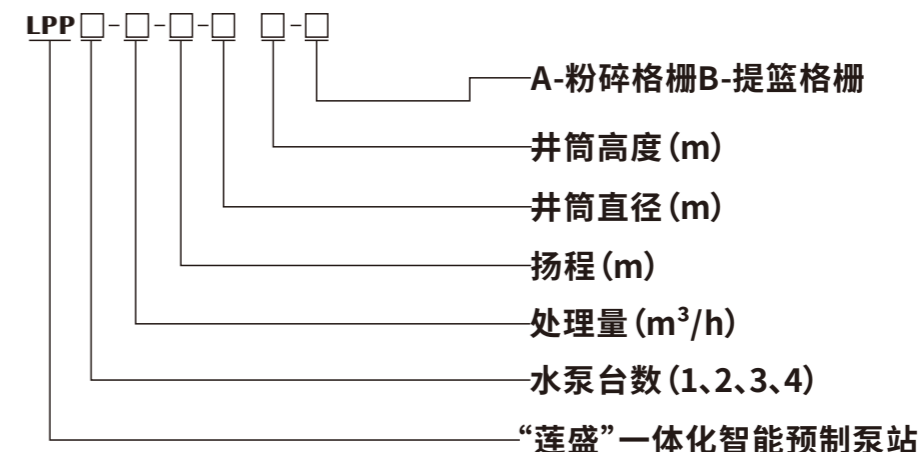 LPP□-□-□-□ □-□
A-粉碎格栅B-提篮格栅
井筒高度(m)
井筒直径(m)
扬程(m)
处理量(m³/h)
水泵台数(1、2、3、4)
“莲盛”一体化智能预制泵站